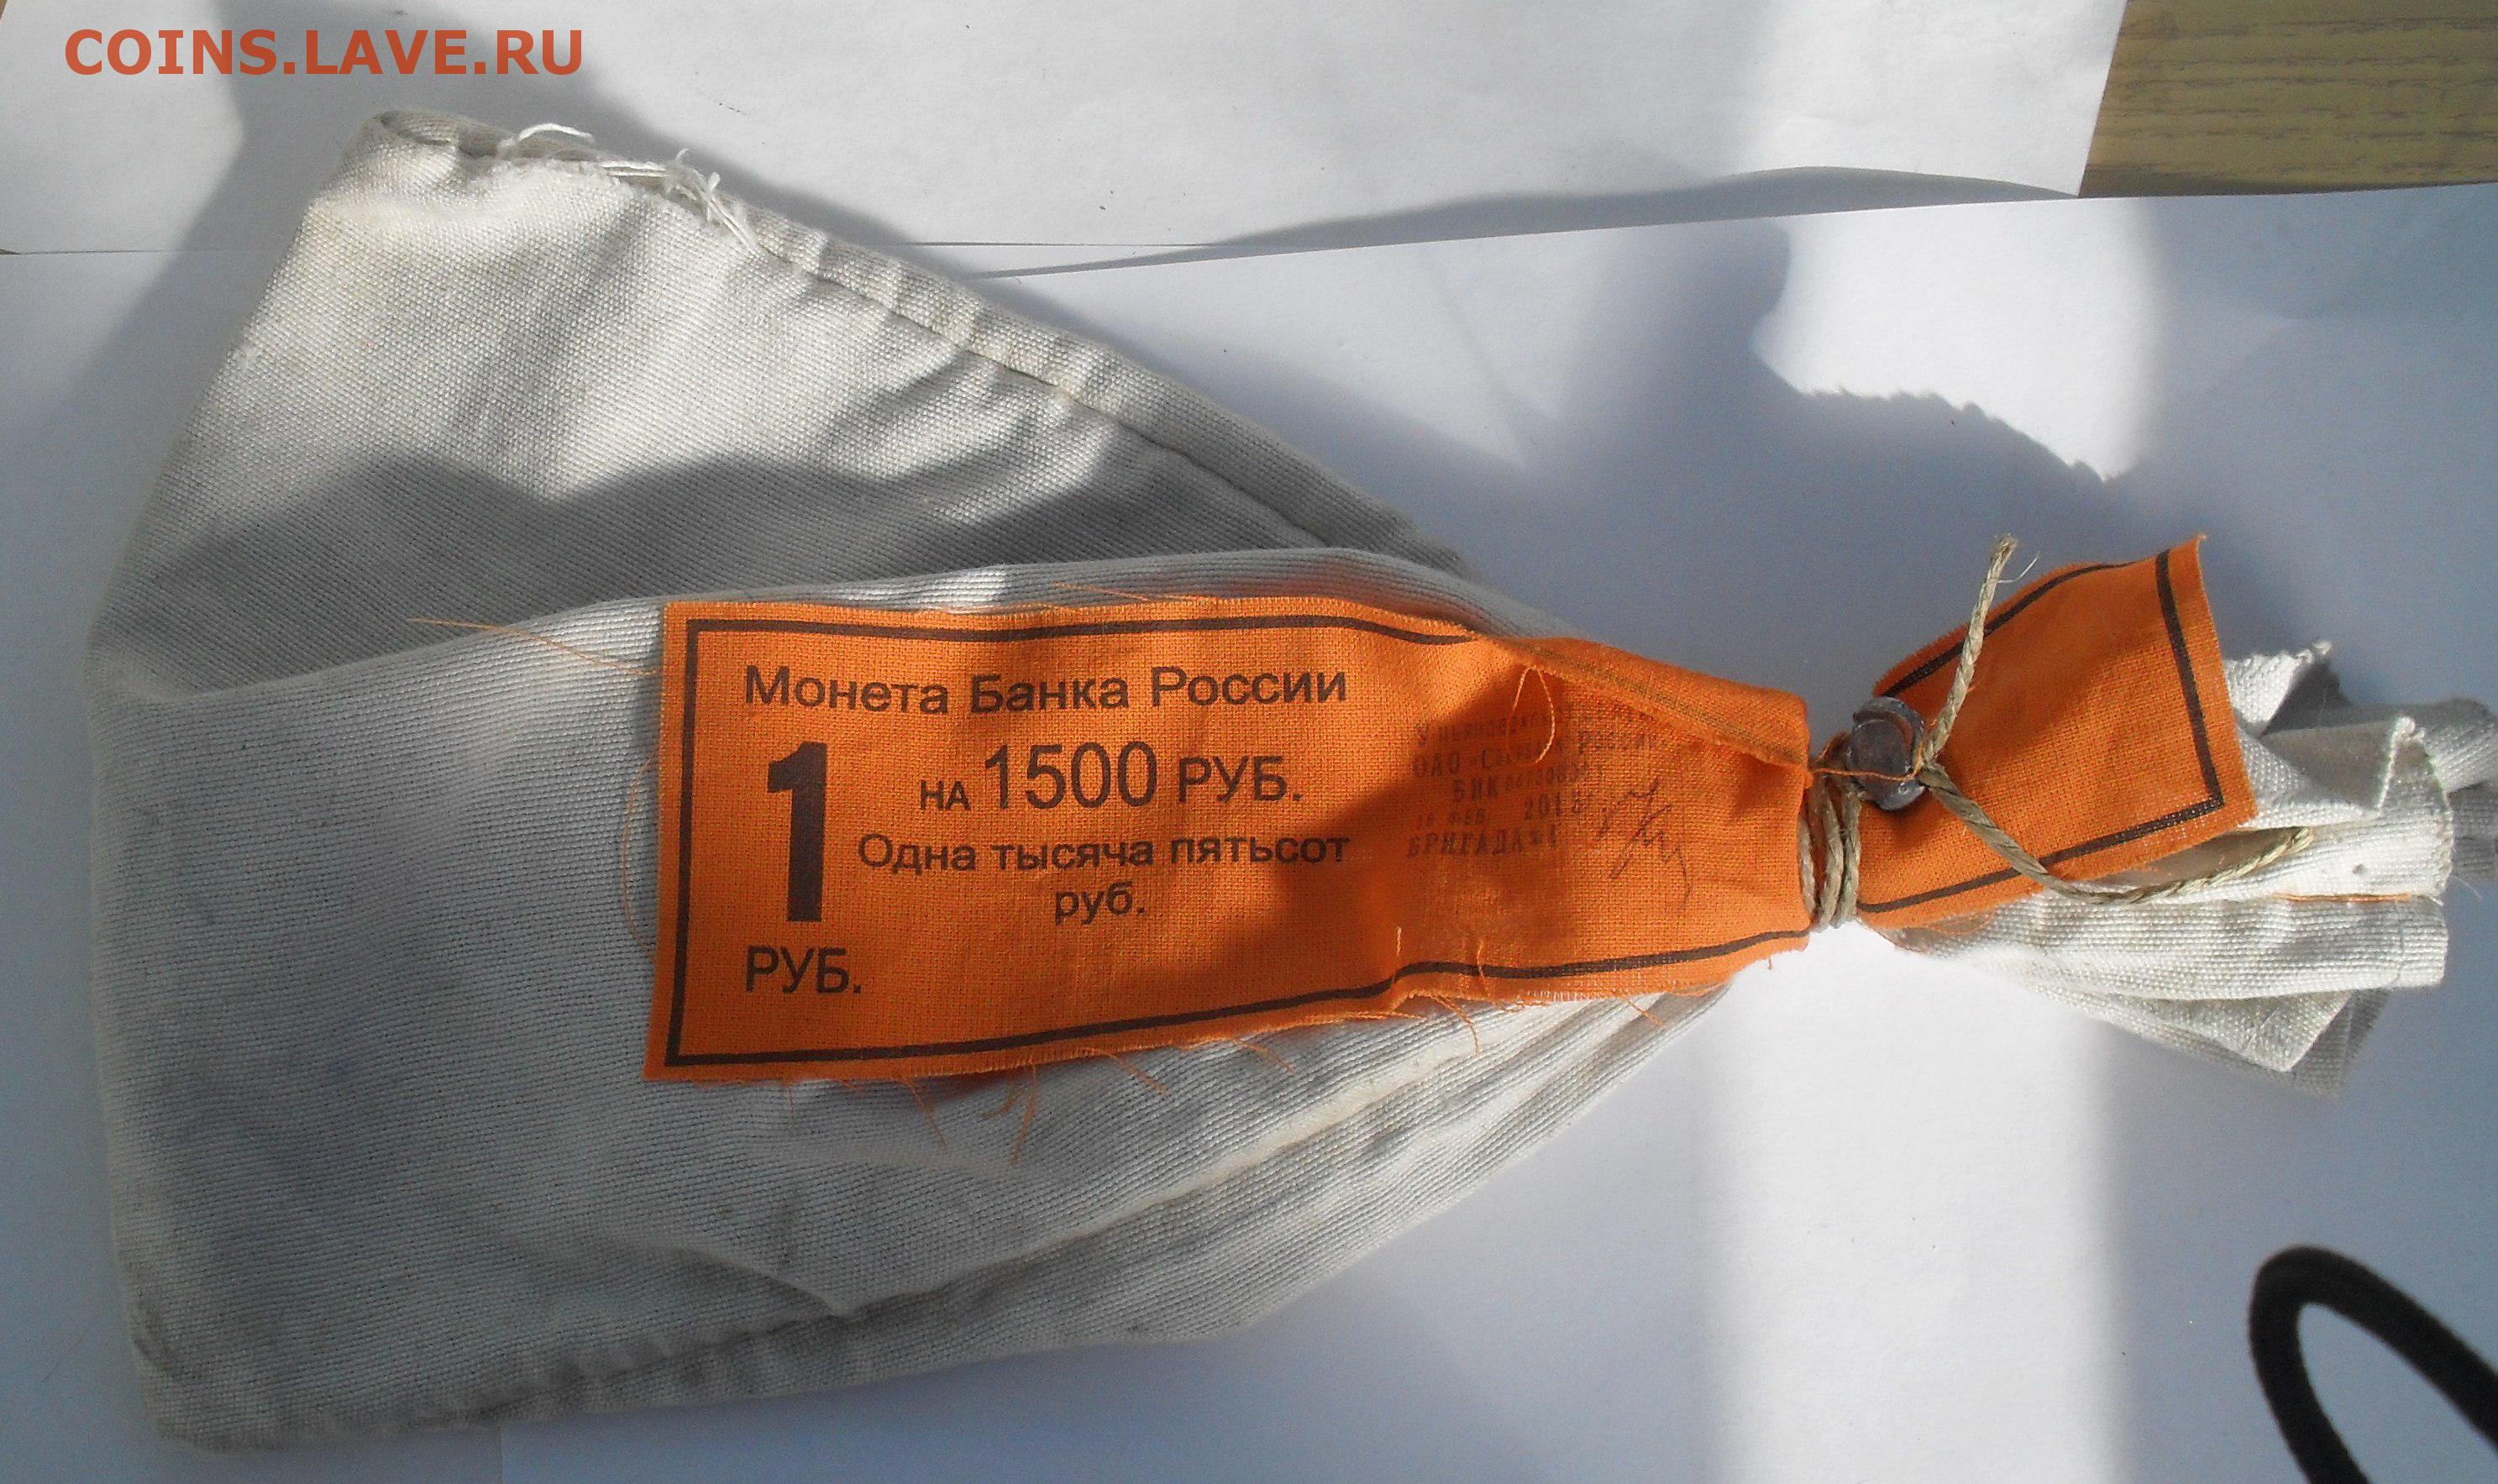 COINS.LAVE.RU
Монета Банка России
1
РУБ.
НА 1500 РУБ.
Одна тысяча пятьсот
руб.
ОАО России
БИК
2015
БРИГАДА